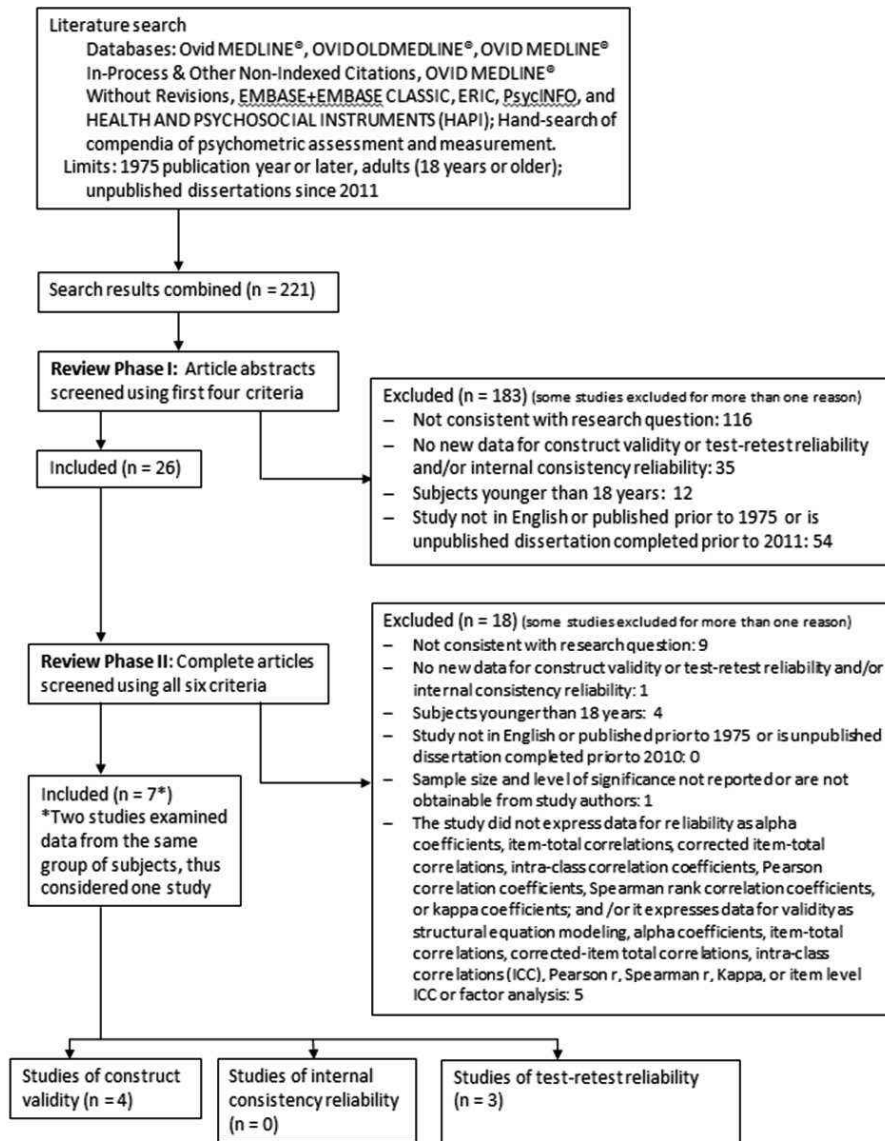 Literature search
Databases: Ovid MEDLINE®, OVID OLDMEDLINE®, OVID MEDLINE®
In-Process & Other Non-Indexed Citations, OVID MEDLINE®
Without Revisions, EMBASE+EMBASE CLASSIC, ERIC, PsycINFO, and
HEALTH AND PSYCHOSOCIAL INSTRUMENTS (HAPI); Hand-search of
compendia of psychometric assessment and measurement.
Limits: 1975 publication year or later, adults (18 years or older);
unpublished dissertations since 2011
Search results combined (n = 221)
Review Phase I: Article abstracts
screened using first four criteria
Excluded (n = 183) (some studies excluded for more than one reason)
– Not consistent with research question: 116
– No new data for construct validity or test-retest reliability
and/or internal consistency reliability: 35
– Subjects younger than 18 years: 12
– Study not in English or published prior to 1975 or is
unpublished dissertation completed prior to 2011: 54
Included (n = 26)
Review Phase II: Complete articles
screened using all six criteria
Excluded (n = 18) (some studies excluded for more than one reason)
– Not consistent with research question: 9
– No new data for construct validity or test-retest reliability and/or
internal consistency reliability: 1
– Subjects younger than 18 years: 4
– Study not in English or published prior to 1975 or is unpublished
dissertation completed prior to 2010: 0
– Sample size and level of significance not reported or are not
obtainable from study authors: 1
– The study did not express data for reliability as alpha
coefficients, item-total correlations, corrected item-total
correlations, intra-class correlation coefficients, Pearson
correlation coefficients, Spearman rank correlation coefficients,
or kappa coefficients; and /or it expresses data for validity as
structural equation modeling, alpha coefficients, item-total
correlations, corrected-item total correlations, intra-class
correlations (ICC), Pearson r, Spearman r, Kappa, or item level
ICC or factor analysis: 5
Included (n = 7*)
*Two studies examined
data from the same
group of subjects, thus
considered one study
Studies of construct
validity (n = 4)
Studies of internal
consistency reliability
(n = 0)
Studies of test-retest reliability
(n = 3)